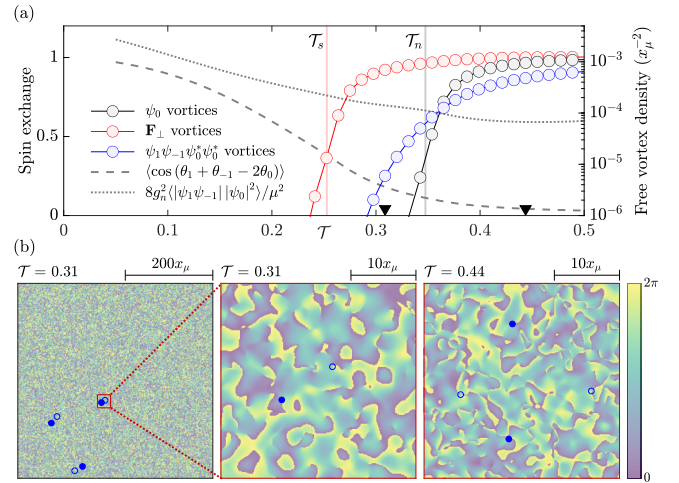 (a)
𝒯ₛ
𝒯ₙ
Spin exchange
1
0.5
0
ψ₀ vortices
F⊥ vortices
ψ₁ψ₋₁ψ₀*ψ₀* vortices
⟨cos (θ₁ + θ₋₁ − 2θ₀)⟩
8gₙ²⟨|ψ₁ψ₋₁| |ψ₀|²⟩/μ²
10⁻³
10⁻⁴
10⁻⁵
10⁻⁶
Free vortex density (x_μ⁻²)
0 0.1 0.2 𝒯 0.3 0.4 0.5
(b)
𝒯 = 0.31 200x_μ
𝒯 = 0.31 10x_μ
𝒯 = 0.44 10x_μ
2π
0